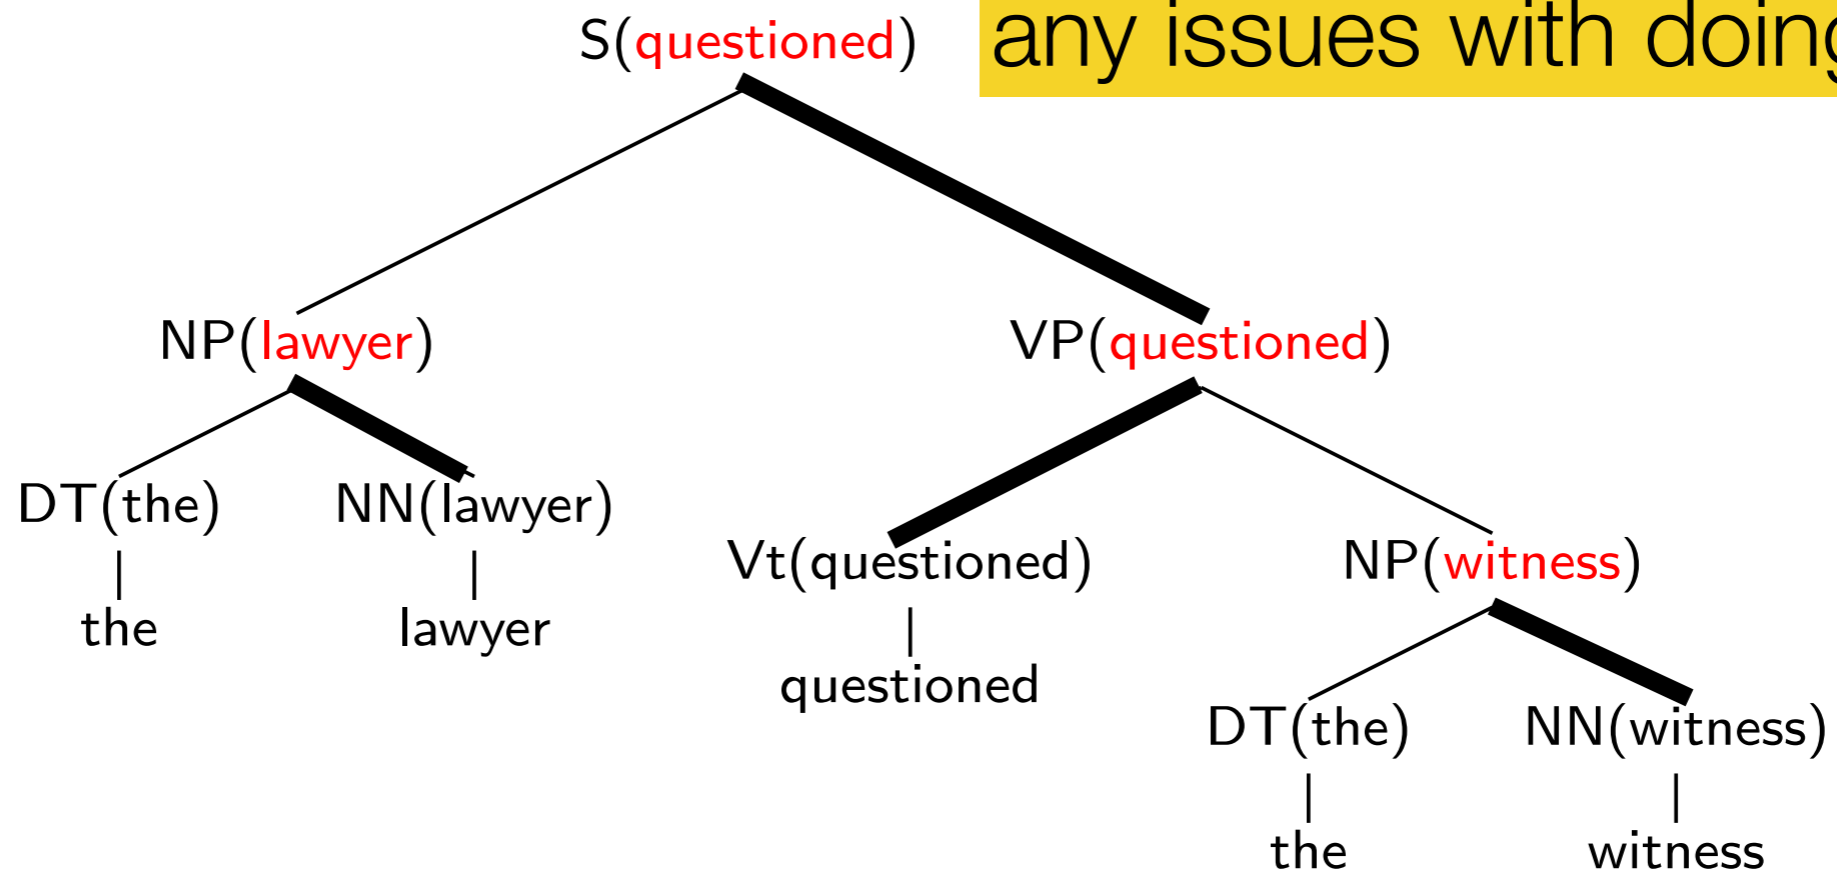 S(questioned)
any issues with doing
NP(lawyer) VP(questioned)
DT(the) NN(lawyer)
Vt(questioned) NP(witness)
the lawyer
questioned
DT(the) NN(witness)
the witness